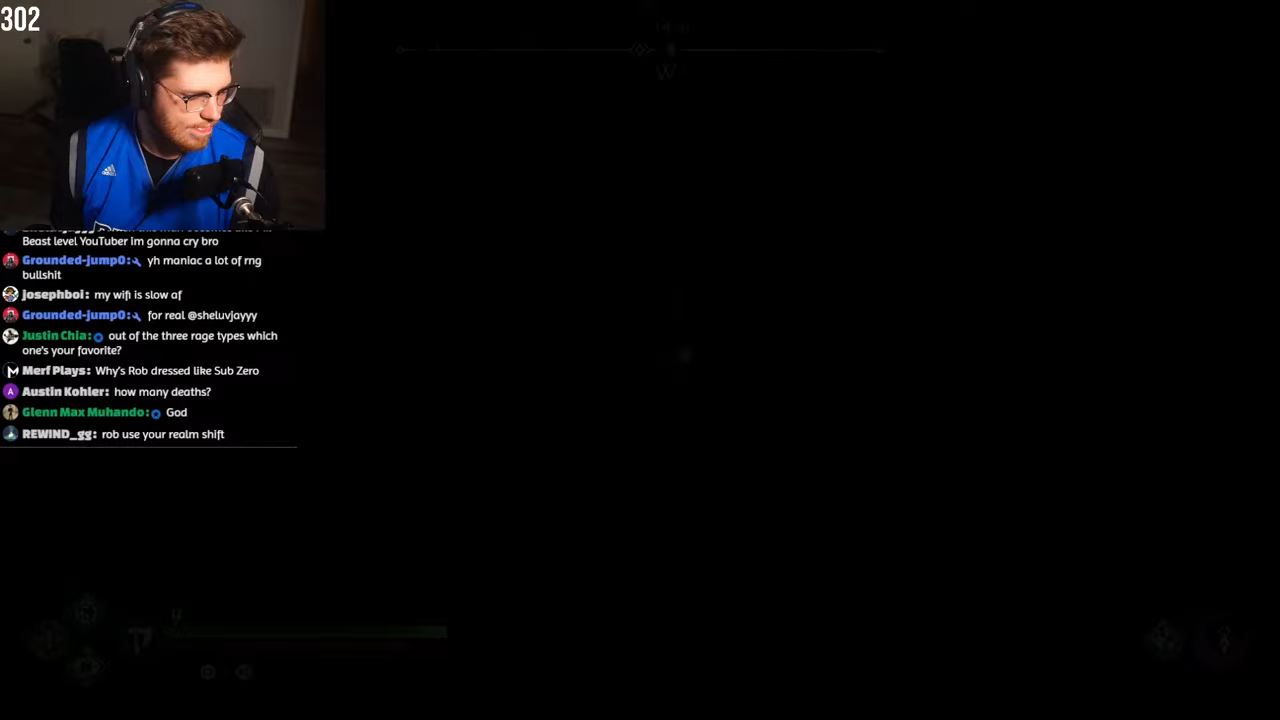 302
Beast level YouTuber im gonna cry bro
Grounded-jump0: yh maniac a lot of rng
bullshit
josephboi: my wifi is slow af
Grounded-jump0: for real @sheluvjayyy
Justin Chia: out of the three rage types which
one's your favorite?
Merf Plays: Why's Rob dressed like Sub Zero
Austin Kohler: how many deaths?
Glenn Max Muhando: God
REWIND_gg: rob use your realm shift
W